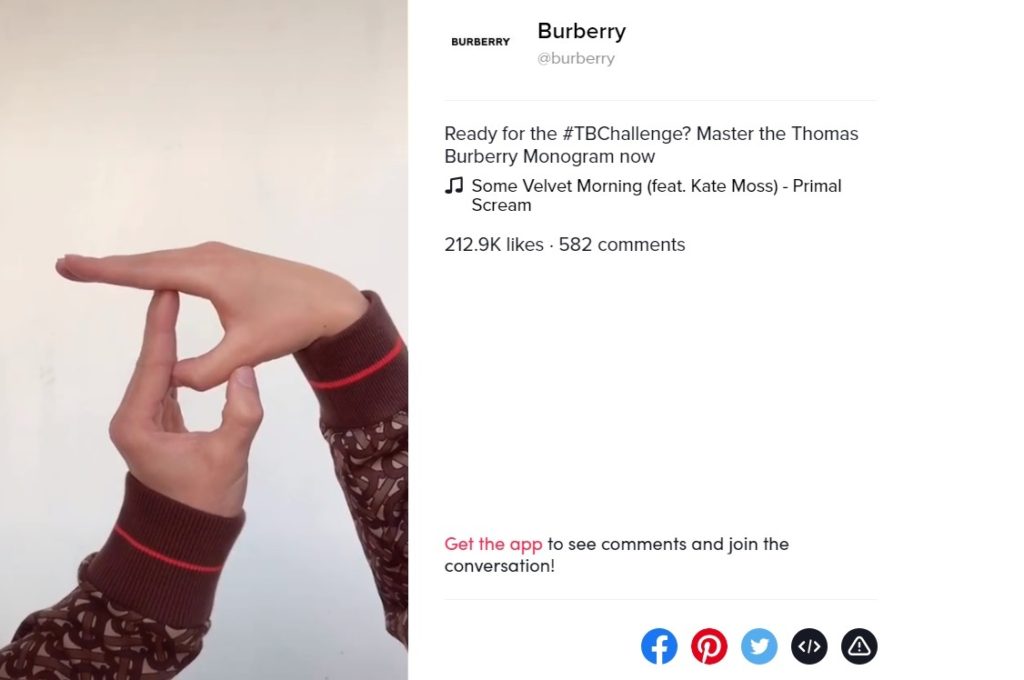 BURBERRY
Burberry
@burberry
Ready for the #TBChallenge? Master the Thomas
Burberry Monogram now
Some Velvet Morning (feat. Kate Moss) - Primal
Scream
212.9K likes · 582 comments
Get the app to see comments and join the
conversation!